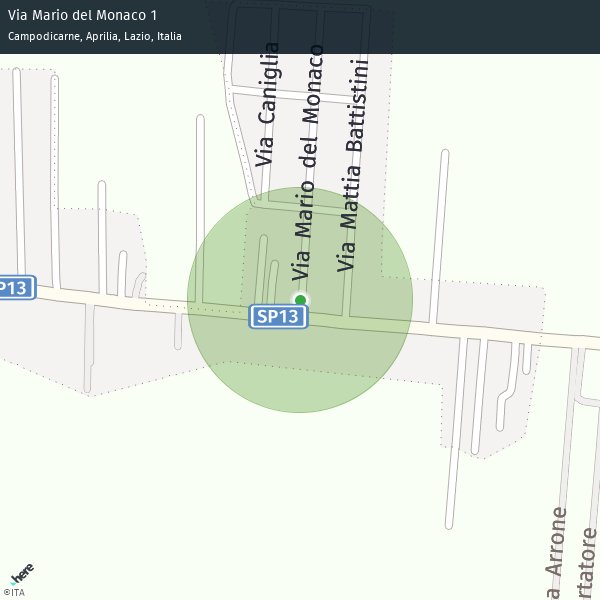 Via Mario del Monaco 1
Campodicarne, Aprilia, Lazio, Italia
Via Caniglia
Via Mario del Monaco
Via Mattia Battistini
P13
SP13
a Arrone
rtatore
here
©ITA